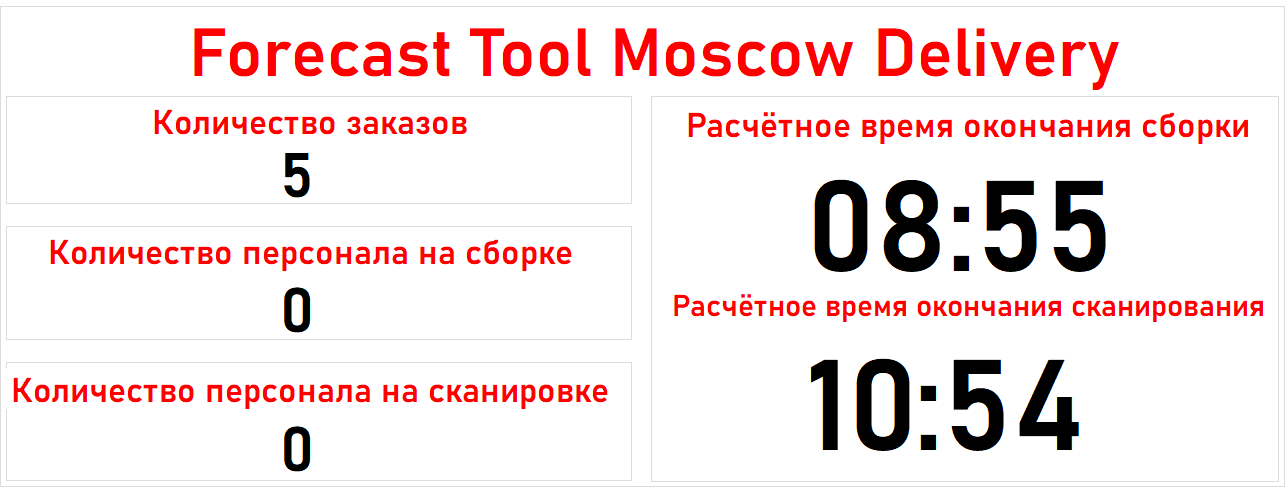 Forecast Tool Moscow Delivery
Количество заказов
5
Количество персонала на сборке
0
Количество персонала на сканировке
0
Расчётное время окончания сборки
08:55
Расчётное время окончания сканирования
10:54